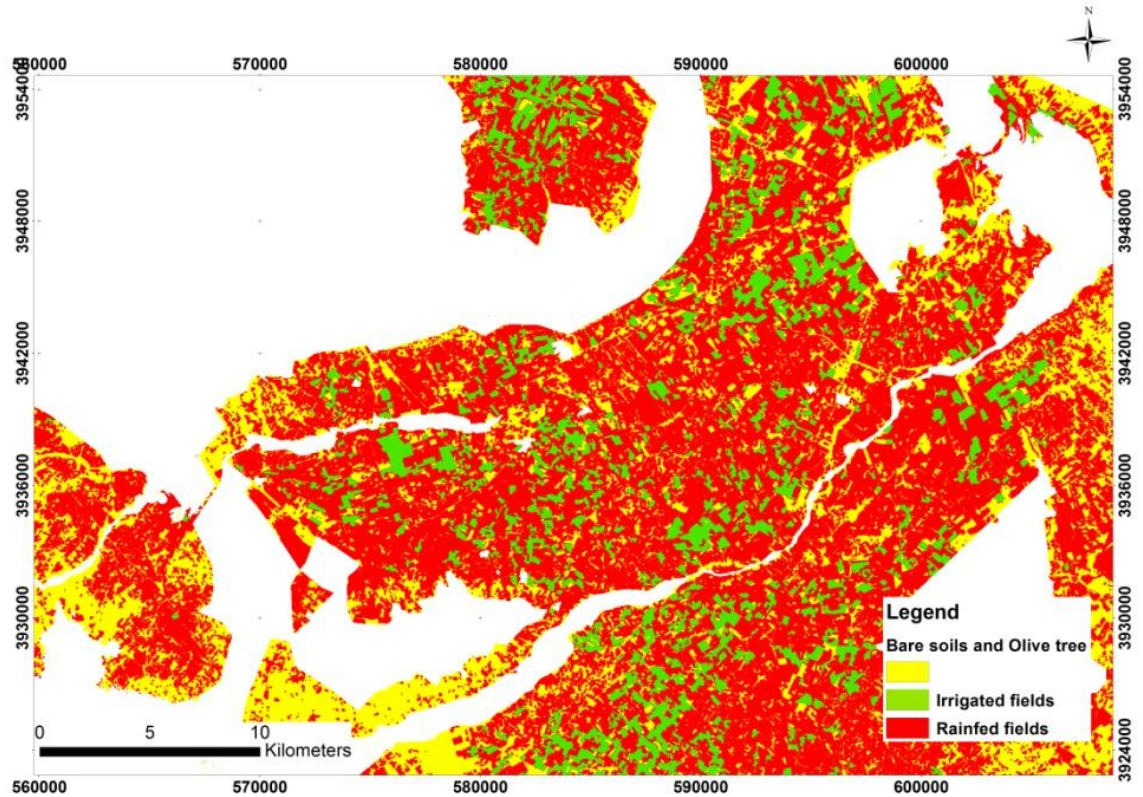 N
560000 570000 580000 590000 600000
3954000 3954000
3948000 3948000
3942000 3942000
3936000 3936000
3930000 3930000
Legend
Bare soils and Olive tree
Irrigated fields
Rainfed fields
0 5 10
Kilometers
3924000 3924000
560000 570000 580000 590000 600000